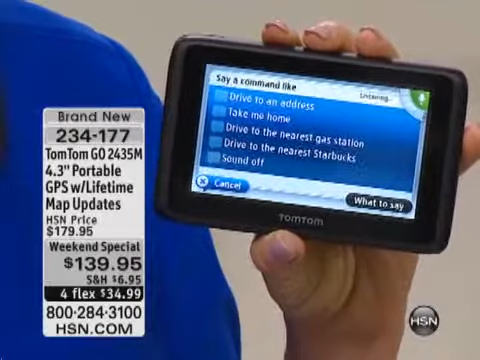 Brand New
234-177
TomTom GO 2435M
4.3" Portable
GPS w/Lifetime
Map Updates
HSN Price
$179.95
Weekend Special
$139.95
S&H $6.95
4 flex $34.99
800-284-3100
HSN.COM
Say a command like
Listening...
Drive to an address
Take me home
Drive to the nearest gas station
Drive to the nearest Starbucks
Sound off
Cancel
What to say
TOMTOM
HSN